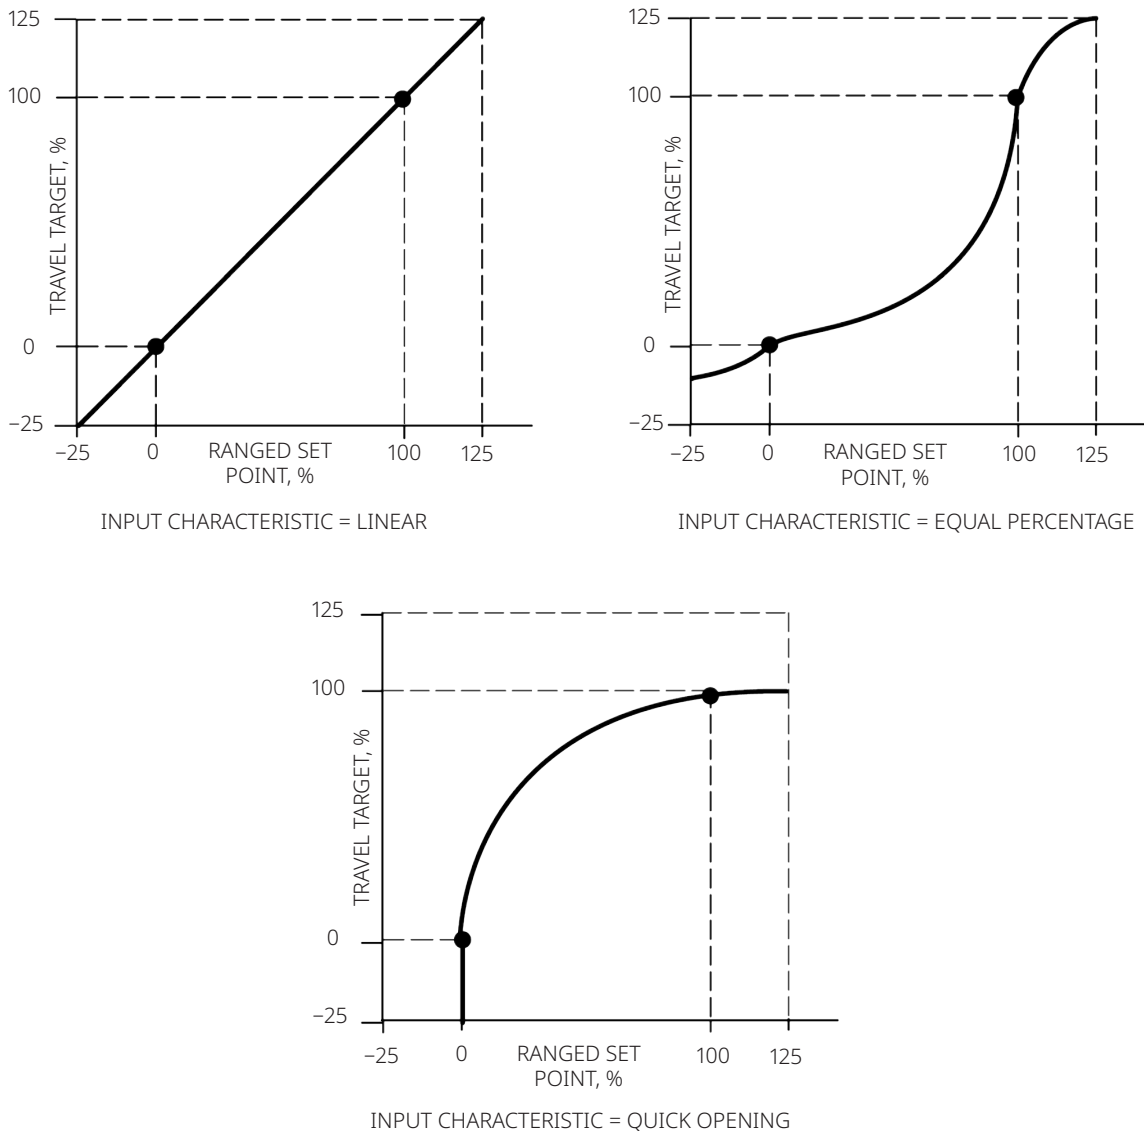 125
100
TRAVEL TARGET, %
0
−25
−25
0
RANGED SET
POINT, %
100
125
INPUT CHARACTERISTIC = LINEAR
125
100
TRAVEL TARGET, %
0
−25
−25
0
RANGED SET
POINT, %
100
125
INPUT CHARACTERISTIC = EQUAL PERCENTAGE
125
100
TRAVEL TARGET, %
0
−25
−25
0
RANGED SET
POINT, %
100
125
INPUT CHARACTERISTIC = QUICK OPENING